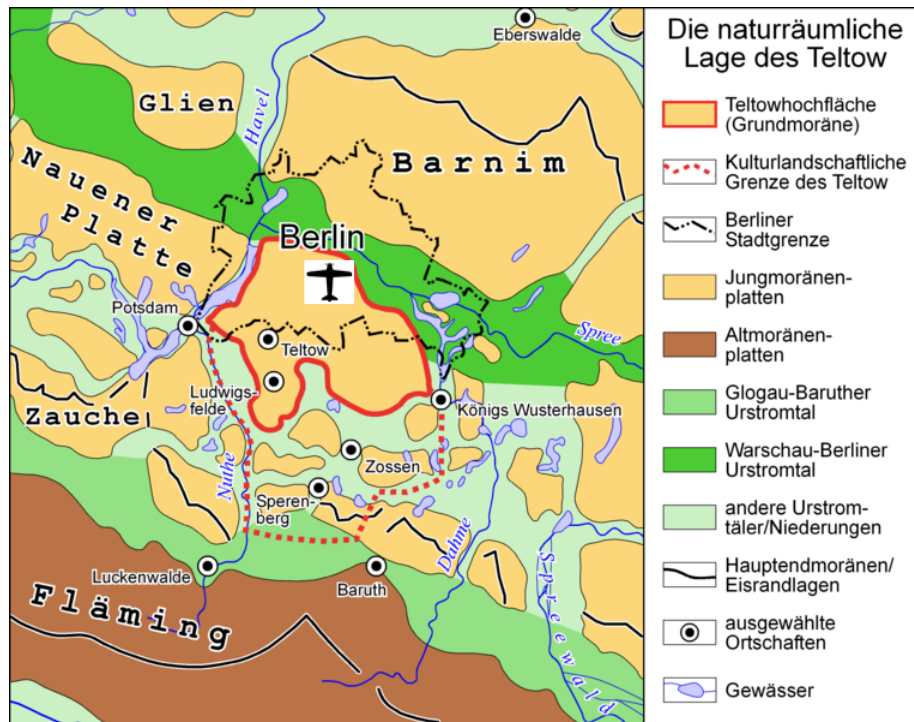 Eberswalde
Glien
Havel
Barnim
Nauener
Platte
Berlin
Potsdam
Spree
Teltow
Ludwigs-
felde
Königs Wusterhausen
Zauche
Nuthe
Zossen
Speren-
berg
Dahme
Luckenwalde
Baruth
Spreewald
Fläming
Die naturräumliche
Lage des Teltow
Teltowhochfläche
(Grundmoräne)
Kulturlandschaftliche
Grenze des Teltow
Berliner
Stadtgrenze
Jungmoränen-
platten
Altmoränen-
platten
Glogau-Baruther
Urstromtal
Warschau-Berliner
Urstromtal
andere Urstrom-
täler/Niederungen
Hauptendmoränen/
Eisrandlagen
ausgewählte
Ortschaften
Gewässer